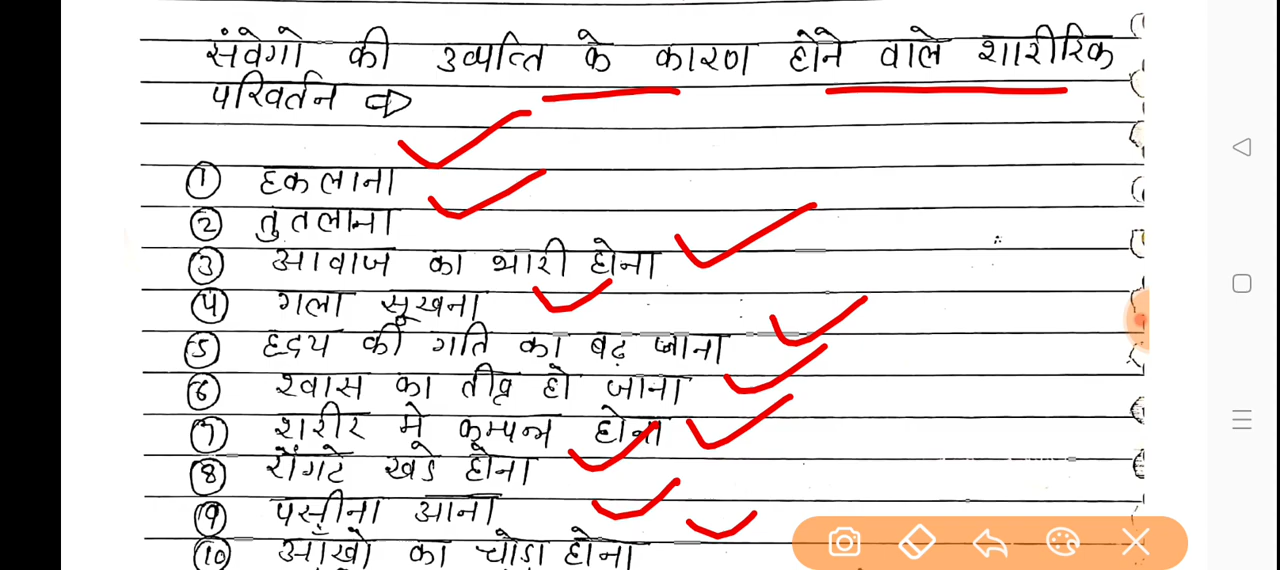 संवेगो की उत्पत्ति के कारण होने वाले शारीरिक
परिवर्तन ⇨
① हकलाना
② तुतलाना
③ आवाज का भारी होना
④ गला सूखना
⑤ हृदय की गति का बढ़ जाना
⑥ श्वास का तीव्र हो जाना
⑦ शरीर मे कम्पन्न होना
⑧ रोंगटे खडे होना
⑨ पसीना आना
⑩ आँखो का चोडा होना